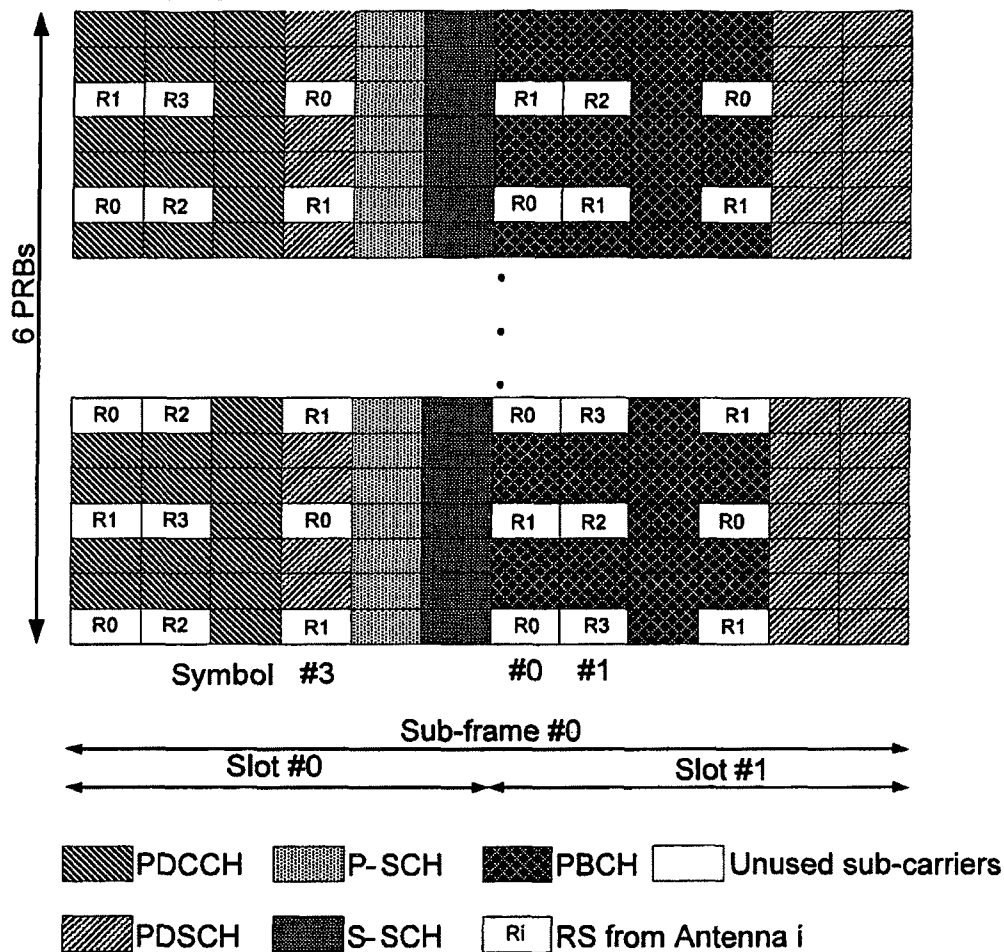 R1 R3 R0 R1 R2 R0
R0 R2 R1 R0 R1 R1
6 PRBs
R0 R2 R1 R0 R3 R1
R1 R3 R0 R1 R2 R0
R0 R2 R1 R0 R3 R1
Symbol #3 #0 #1
Sub-frame #0
Slot #0 Slot #1
PDCCH P-SCH PBCH Unused sub-carriers
PDSCH S-SCH Ri RS from Antenna i